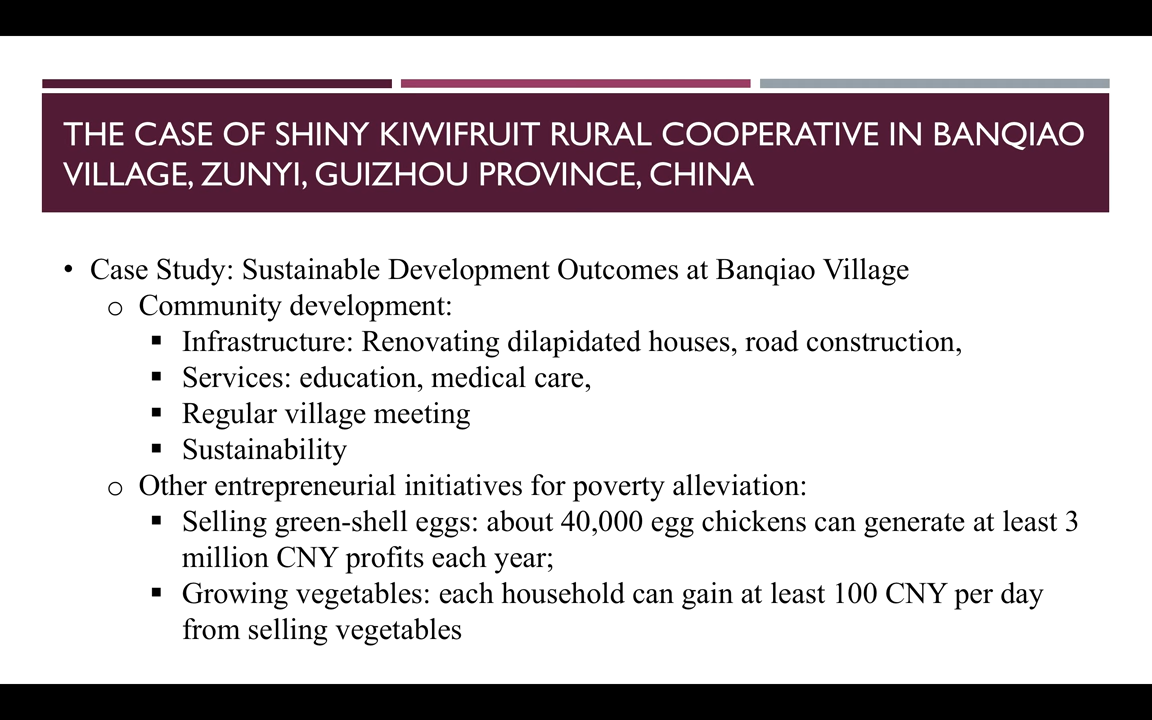 THE CASE OF SHINY KIWIFRUIT RURAL COOPERATIVE IN BANQIAO
VILLAGE, ZUNYI, GUIZHOU PROVINCE, CHINA
• Case Study: Sustainable Development Outcomes at Banqiao Village
o Community development:
▪ Infrastructure: Renovating dilapidated houses, road construction,
▪ Services: education, medical care,
▪ Regular village meeting
▪ Sustainability
o Other entrepreneurial initiatives for poverty alleviation:
▪ Selling green-shell eggs: about 40,000 egg chickens can generate at least 3
million CNY profits each year;
▪ Growing vegetables: each household can gain at least 100 CNY per day
from selling vegetables